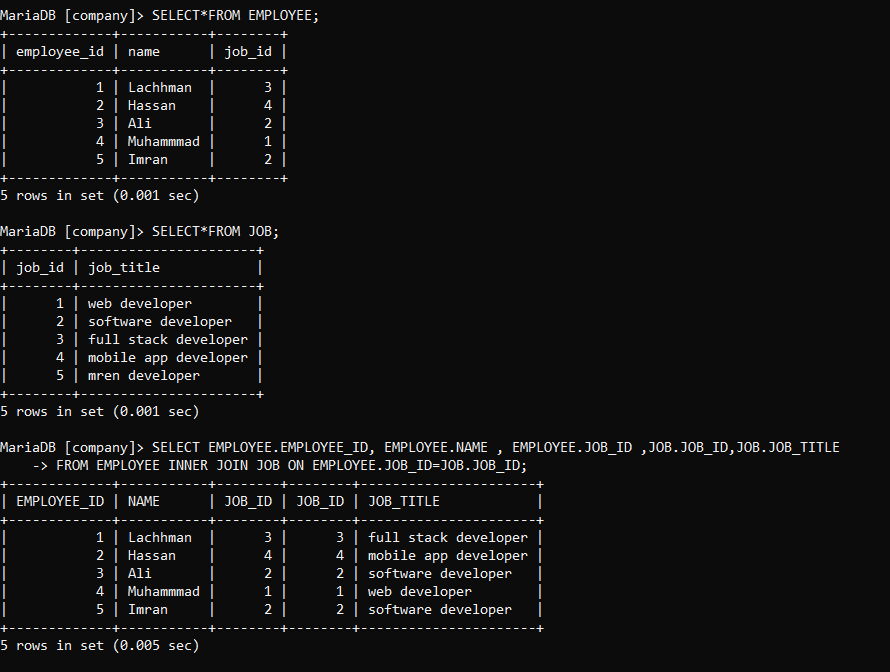 MariaDB [company]> SELECT*FROM EMPLOYEE;
+-------------+-----------+--------+
| employee_id | name      | job_id |
+-------------+-----------+--------+
|           1 | Lachhman  |      3 |
|           2 | Hassan    |      4 |
|           3 | Ali       |      2 |
|           4 | Muhammmad |      1 |
|           5 | Imran     |      2 |
+-------------+-----------+--------+
5 rows in set (0.001 sec)

MariaDB [company]> SELECT*FROM JOB;
+--------+----------------------+
| job_id | job_title            |
+--------+----------------------+
|      1 | web developer        |
|      2 | software developer   |
|      3 | full stack developer |
|      4 | mobile app developer |
|      5 | mren developer       |
+--------+----------------------+
5 rows in set (0.001 sec)

MariaDB [company]> SELECT EMPLOYEE.EMPLOYEE_ID, EMPLOYEE.NAME , EMPLOYEE.JOB_ID ,JOB.JOB_ID,JOB.JOB_TITLE
    -> FROM EMPLOYEE INNER JOIN JOB ON EMPLOYEE.JOB_ID=JOB.JOB_ID;
+-------------+-----------+--------+--------+----------------------+
| EMPLOYEE_ID | NAME      | JOB_ID | JOB_ID | JOB_TITLE            |
+-------------+-----------+--------+--------+----------------------+
|           1 | Lachhman  |      3 |      3 | full stack developer |
|           2 | Hassan    |      4 |      4 | mobile app developer |
|           3 | Ali       |      2 |      2 | software developer   |
|           4 | Muhammmad |      1 |      1 | web developer        |
|           5 | Imran     |      2 |      2 | software developer   |
+-------------+-----------+--------+--------+----------------------+
5 rows in set (0.005 sec)